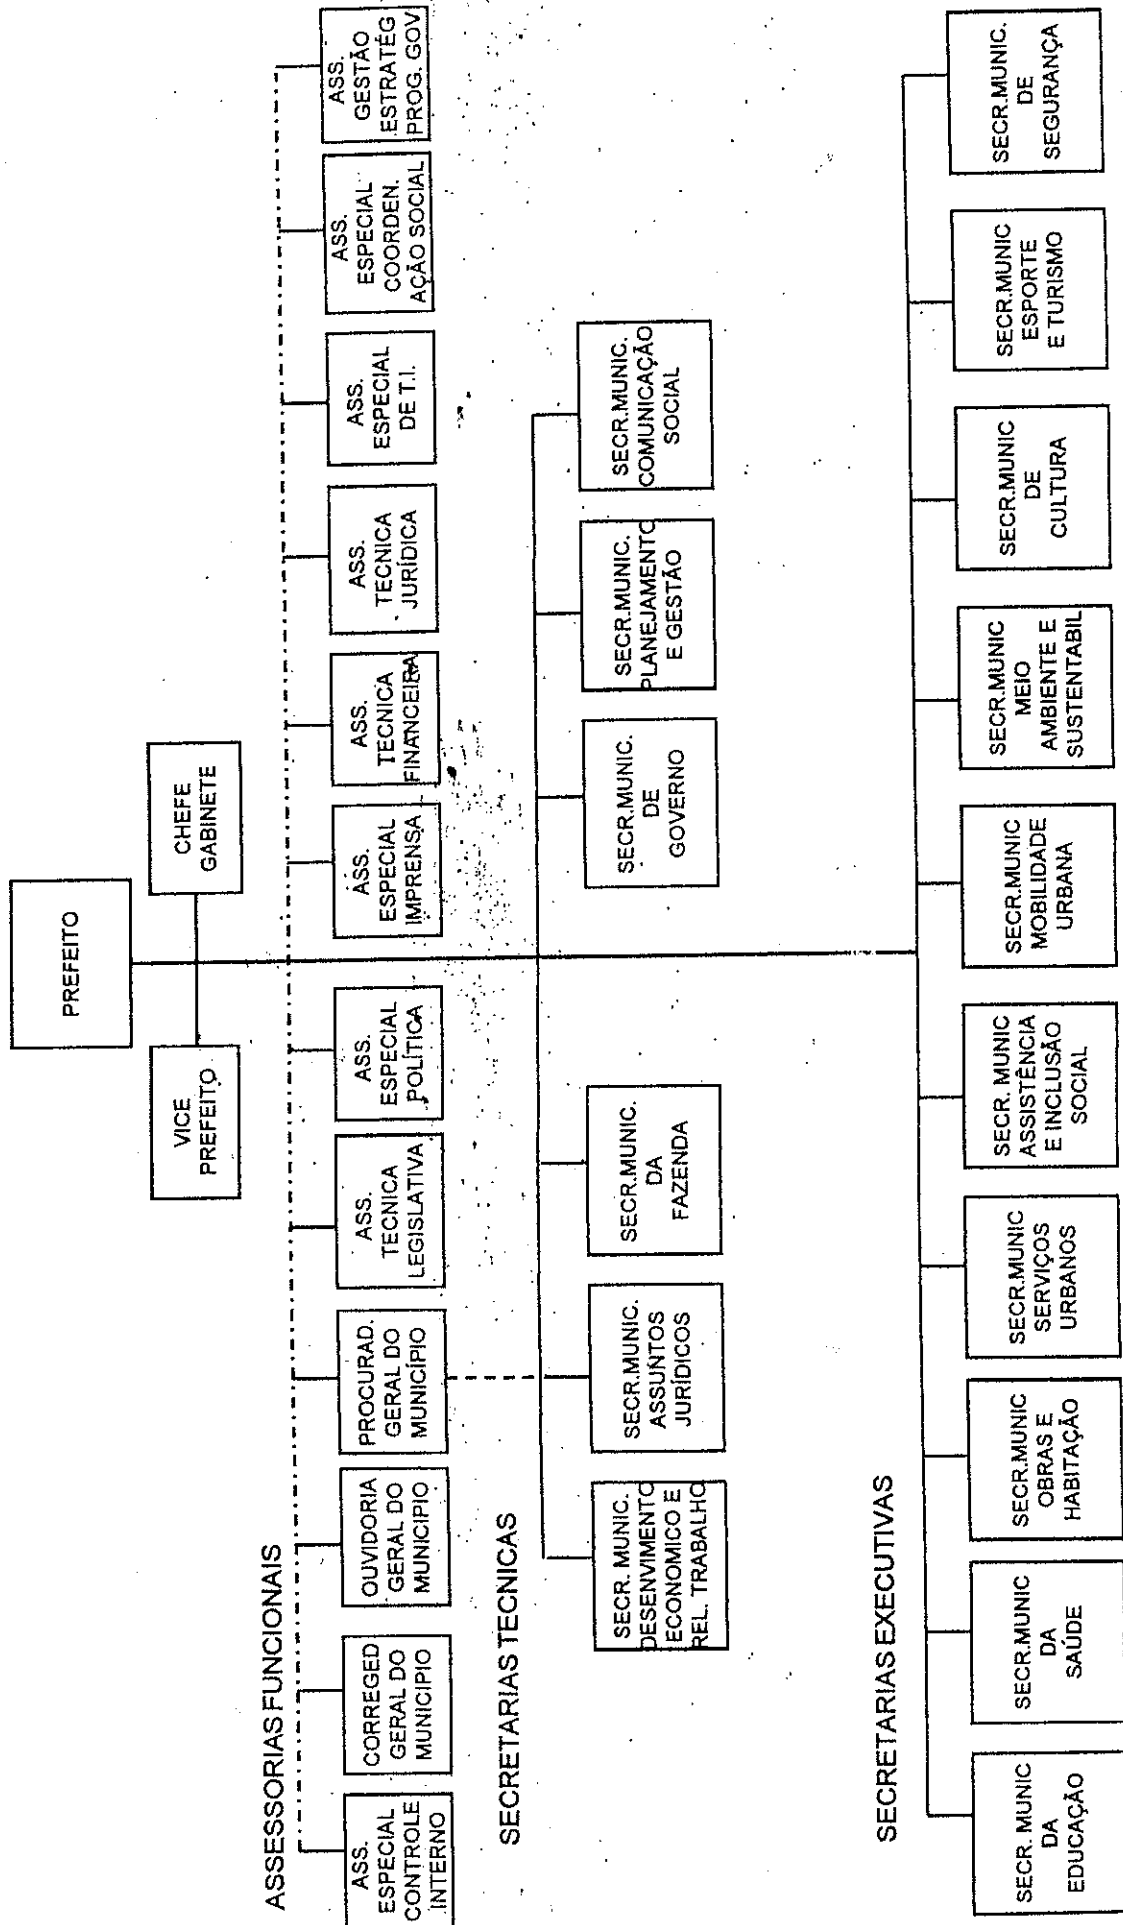 PREFEITO
VICE
PREFEITO
CHEFE
GABINETE
ASSESSORIAS FUNCIONAIS
ASS.
ESPECIAL
CONTROLE
INTERNO
CORREGED
GERAL DO
MUNICIPIO
OUVIDORIA
GERAL DO
MUNICIPIO
PROCURAD.
GERAL DO
MUNICÍPIO
ASS.
TECNICA
LEGISLATIVA
ASS.
ESPECIAL
POLÍTICA
ASS.
ESPECIAL
IMPRENSA
ASS.
TECNICA
FINANCEIRA
ASS.
TECNICA
JURÍDICA
ASS.
ESPECIAL
DE T.I.
ASS.
ESPECIAL
COORDEN.
AÇÃO SOCIAL
ASS.
GESTÃO
ESTRATÉG
PROG. GOV
SECRETARIAS TECNICAS
SECR. MUNIC.
DESENVIMENTO
ECONOMICO E
REL. TRABALHO
SECR.MUNIC.
ASSUNTOS
JURÍDICOS
SECR.MUNIC.
DA
FAZENDA
SECR.MUNIC.
DE
GOVERNO
SECR.MUNIC.
PLANEJAMENTO
E GESTÃO
SECR.MUNIC.
COMUNICAÇÃO
SOCIAL
SECRETARIAS EXECUTIVAS
SECR. MUNIC
DA
EDUCAÇÃO
SECR.MUNIC
DA
SAÚDE
SECR.MUNIC
OBRAS E
HABITAÇÃO
SECR.MUNIC
SERVIÇOS
URBANOS
SECR. MUNIC
ASSISTÊNCIA
E INCLUSÃO
SOCIAL
SECR.MUNIC
MOBILIDADE
URBANA
SECR.MUNIC
MEIO
AMBIENTE E
SUSTENTABIL
SECR.MUNIC
DE
CULTURA
SECR.MUNIC
ESPORTE
E TURISMO
SECR.MUNIC.
DE
SEGURANÇA